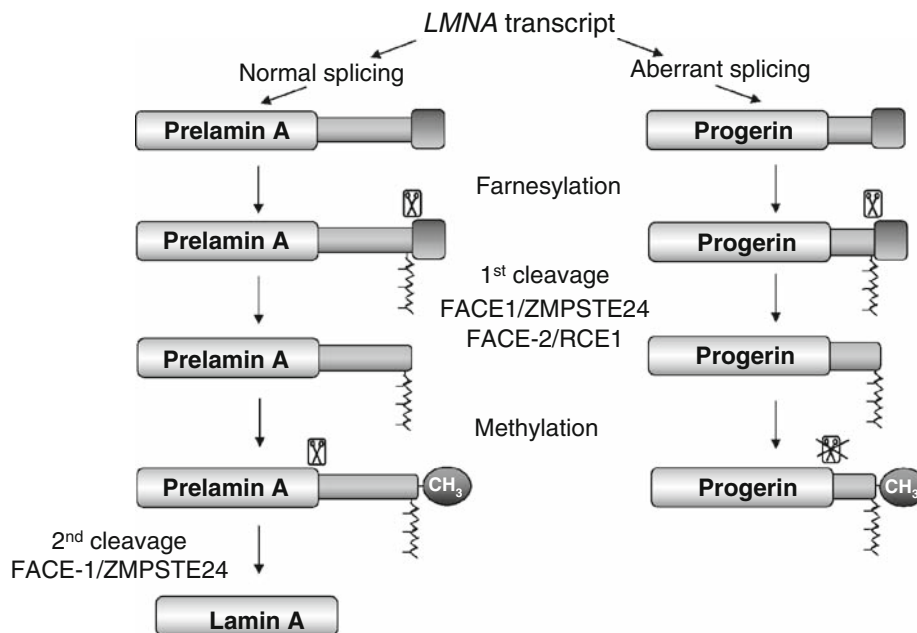 LMNA transcript
Normal splicing
Aberrant splicing
Prelamin A
Progerin
Farnesylation
Prelamin A
Progerin
1st cleavage
FACE1/ZMPSTE24
FACE-2/RCE1
Prelamin A
Progerin
Methylation
Prelamin A
CH3
Progerin
CH3
2nd cleavage
FACE-1/ZMPSTE24
Lamin A